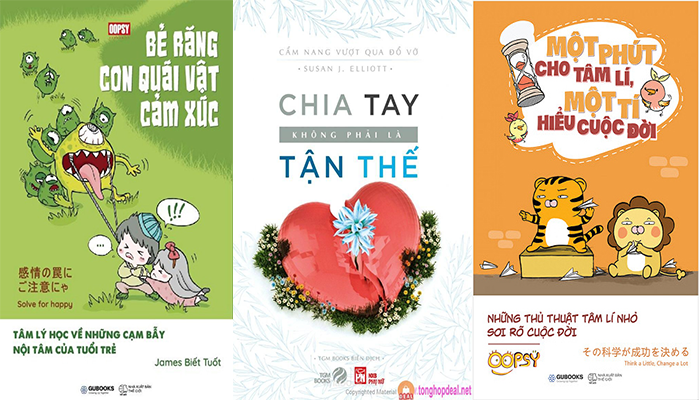 OOPSY
BẺ RĂNG
CON QUÁI VẬT
CẢM XÚC
!!!
...
感情の罠に
ご注意にゃ
Solve for happy
TÂM LÝ HỌC VỀ NHỮNG CẠM BẪY
NỘI TÂM CỦA TUỔI TRẺ
James Biết Tuốt
GUBOOKS
NHÀ XUẤT BẢN
THẾ GIỚI
CẨM NANG VƯỢT QUA ĐỔ VỠ
• SUSAN J. ELLIOTT •
CHIA TAY
KHÔNG PHẢI LÀ
TẬN THẾ
TGM BOOKS BIÊN DỊCH
TGM
BOOKS
NXB
PHỤ NỮ
Copyrighted Material
DEAL
tonghopdeal.net
MỘT PHÚT
CHO TÂM LÍ,
MỘT TÍ
HIỂU CUỘC ĐỜI
NHỮNG THỦ THUẬT TÂM LÍ NHỎ
SOI RÕ CUỘC ĐỜI
OOPSY
その科学が成功を決める
Think a Little, Change a Lot
GUBOOKS
NHÀ XUẤT BẢN
THẾ GIỚI